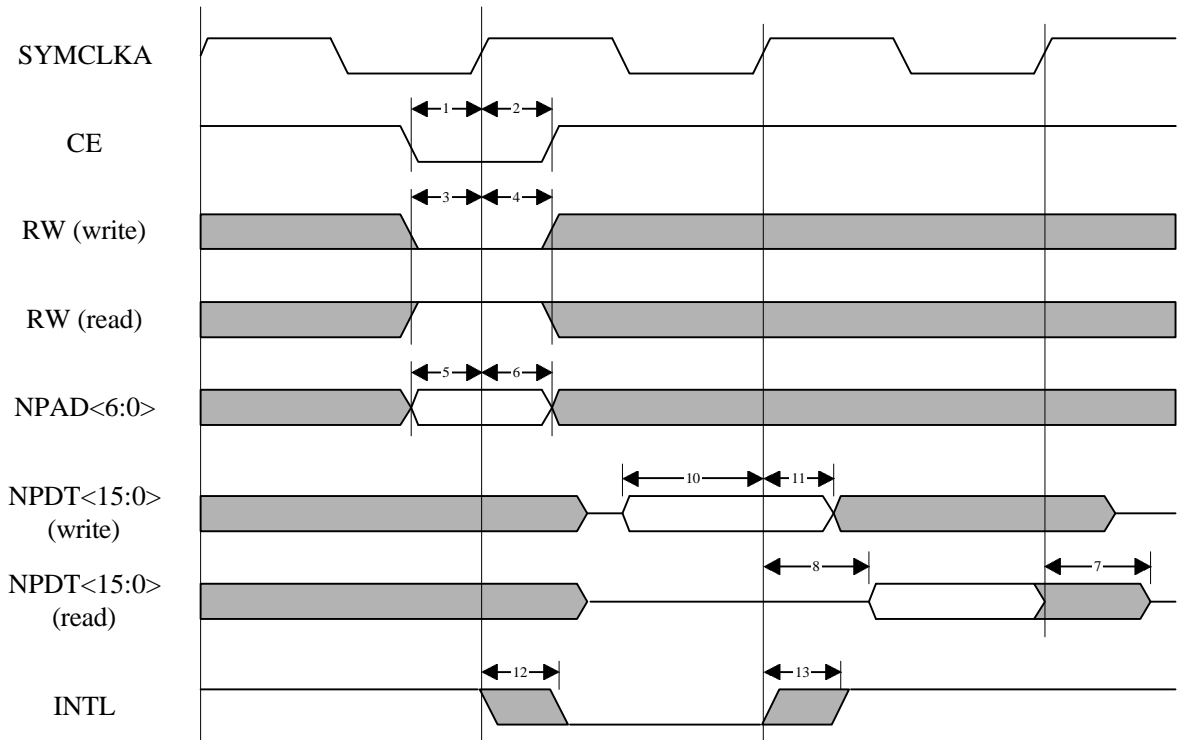 SYMCLKA
1 2
CE
3 4
RW (write)
RW (read)
5 6
NPAD<6:0>
10 11
NPDT<15:0>
(write)
8 7
NPDT<15:0>
(read)
12 13
INTL